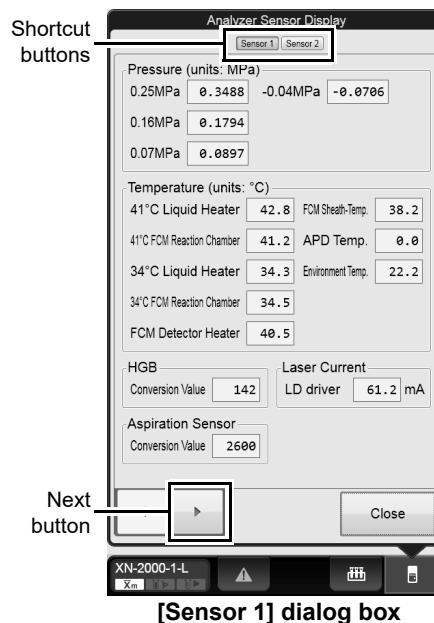 Analyzer Sensor Display
Shortcut
buttons
Sensor 1 Sensor 2
Pressure (units: MPa)
0.25MPa 0.3488 -0.04MPa -0.0706
0.16MPa 0.1794
0.07MPa 0.0897
Temperature (units: °C)
41°C Liquid Heater 42.8 FCM Sheath-Temp. 38.2
41°C FCM Reaction Chamber 41.2 APD Temp. 0.0
34°C Liquid Heater 34.3 Environment Temp. 22.2
34°C FCM Reaction Chamber 34.5
FCM Detector Heater 40.5
HGB Laser Current
Conversion Value 142 LD driver 61.2 mA
Aspiration Sensor
Conversion Value 2600
Next
button
Close
XN-2000-1-L
Xm
[Sensor 1] dialog box